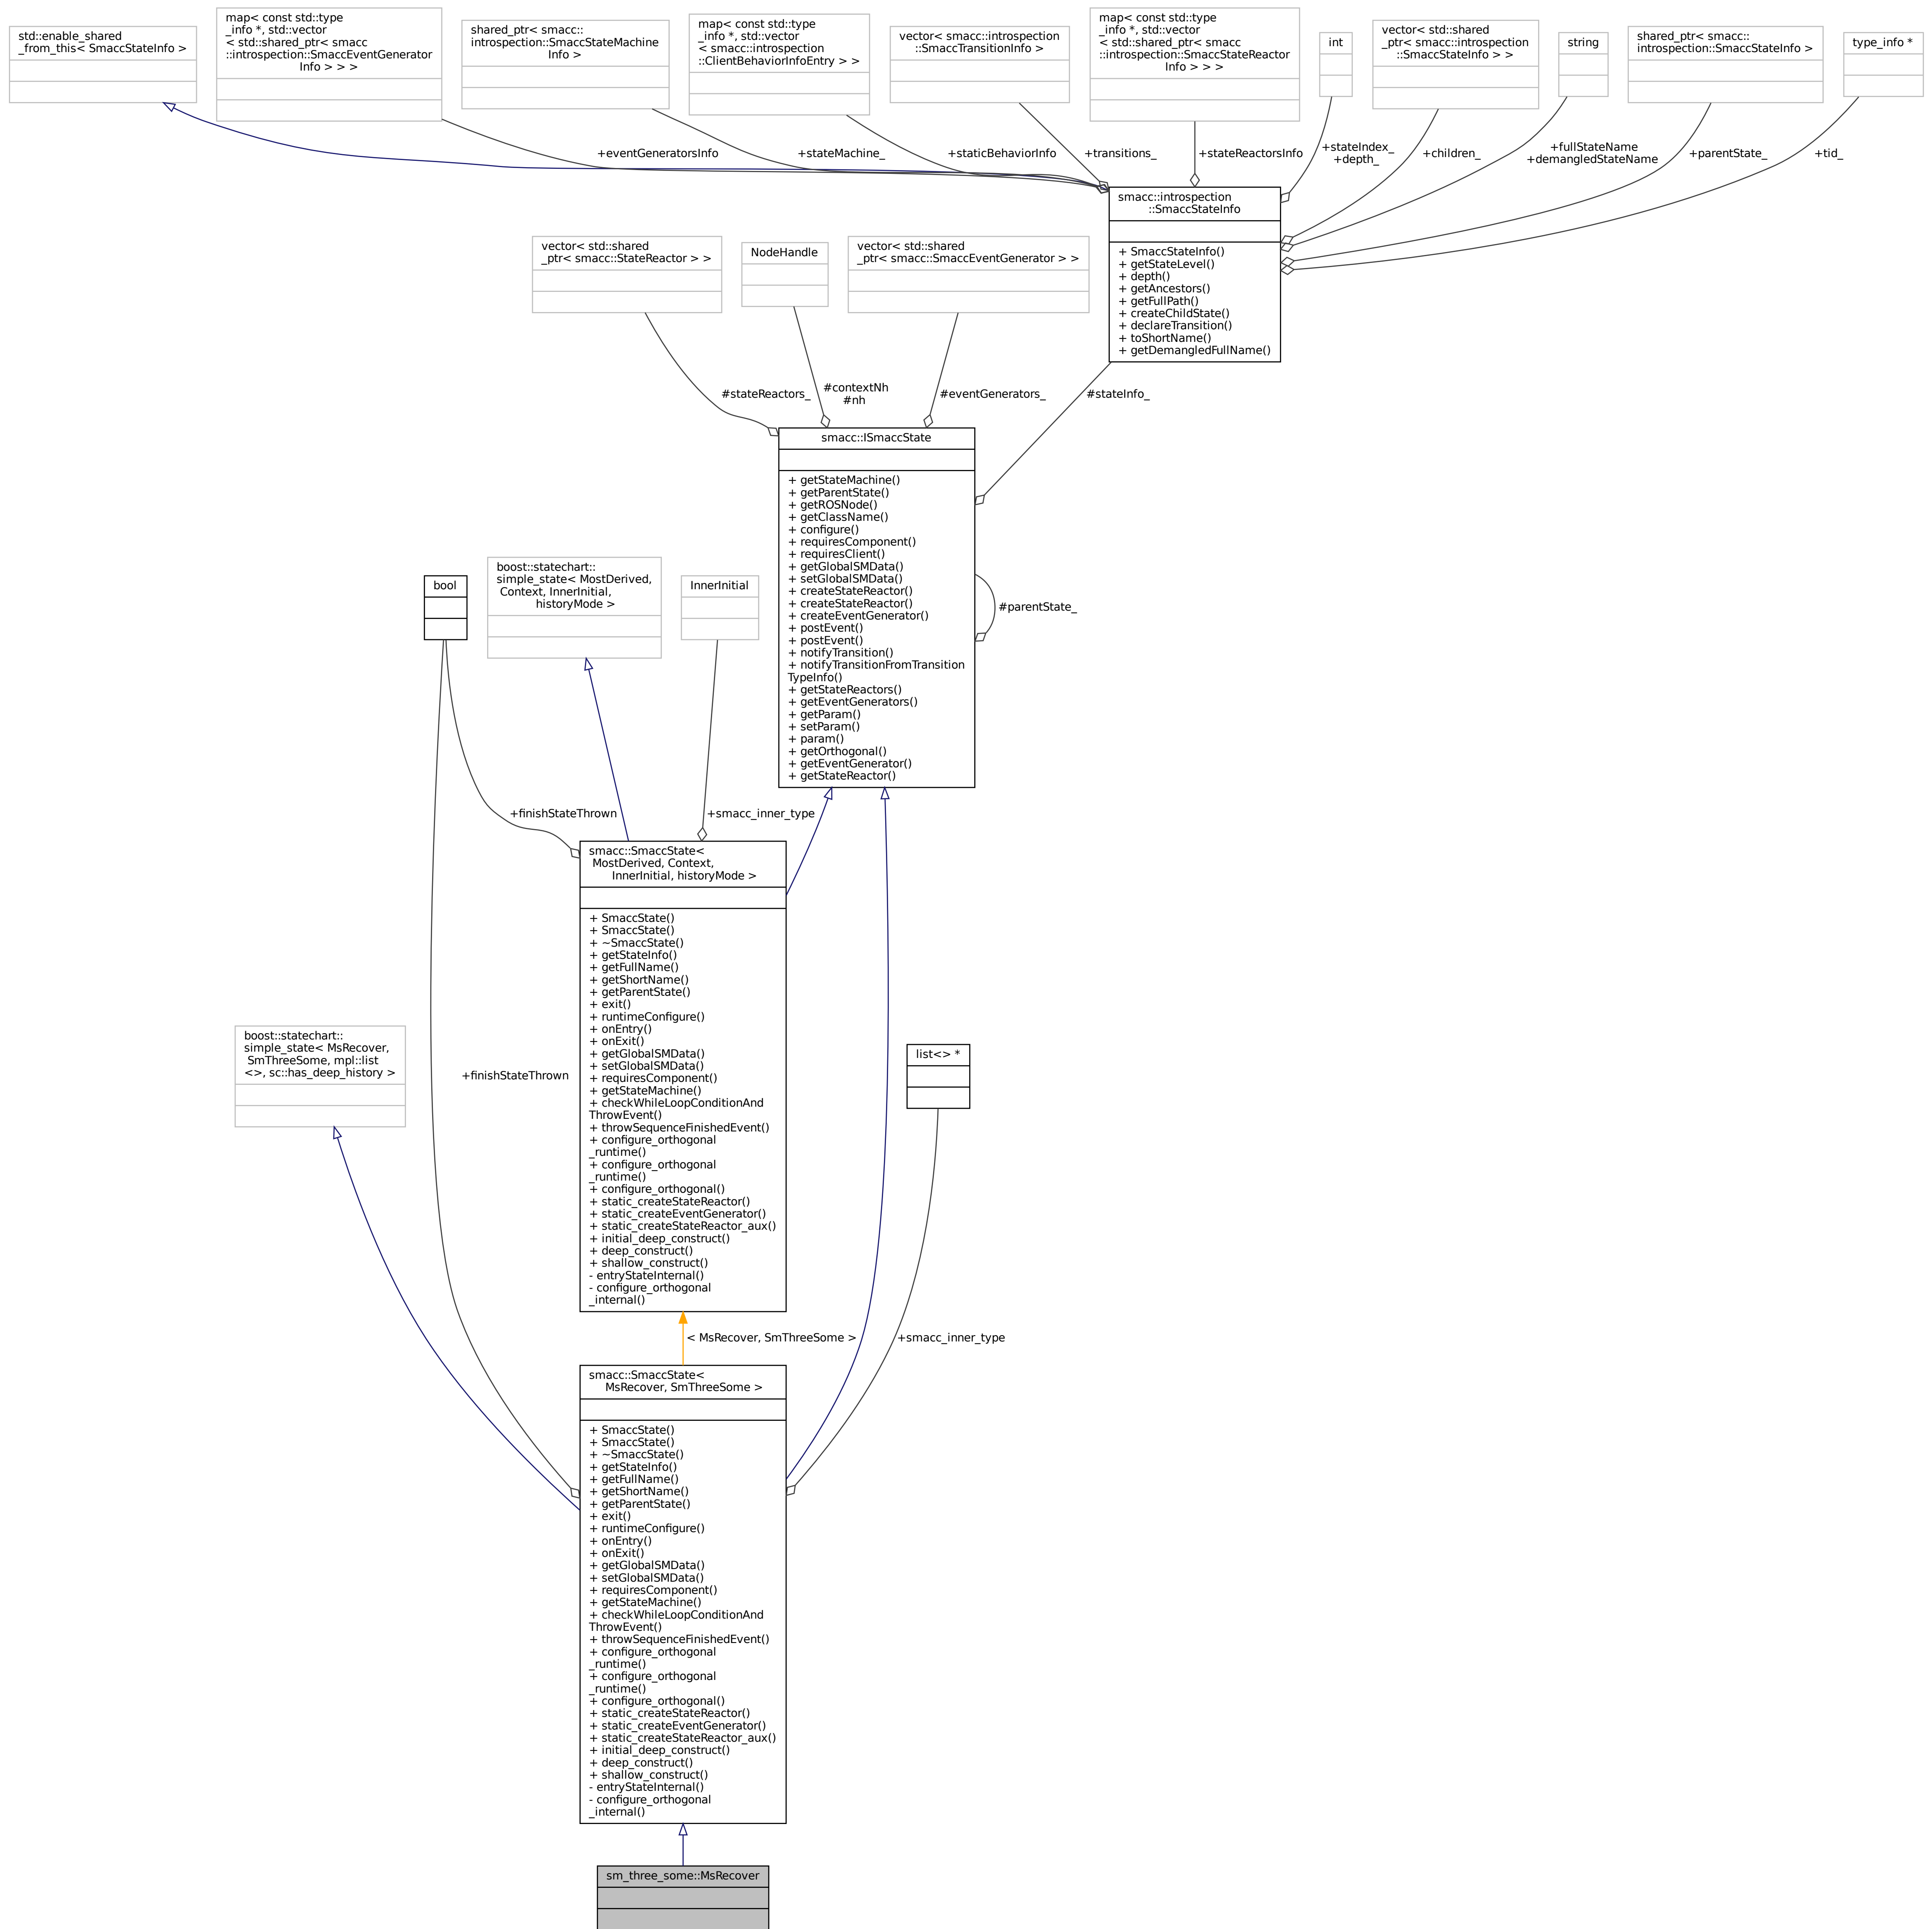 std::enable_shared
_from_this< SmaccStateInfo >
map< const std::type
_info *, std::vector
< std::shared_ptr< smacc
::introspection::SmaccEventGenerator
Info > > >
shared_ptr< smacc::
introspection::SmaccStateMachine
Info >
map< const std::type
_info *, std::vector
< smacc::introspection
::ClientBehaviorInfoEntry > >
vector< smacc::introspection
::SmaccTransitionInfo >
map< const std::type
_info *, std::vector
< std::shared_ptr< smacc
::introspection::SmaccStateReactor
Info > > >
int
vector< std::shared
_ptr< smacc::introspection
::SmaccStateInfo > >
string
shared_ptr< smacc::
introspection::SmaccStateInfo >
type_info *
+eventGeneratorsInfo
+stateMachine_
+staticBehaviorInfo
+transitions_
+stateReactorsInfo
+stateIndex_
+depth_
+children_
+fullStateName
+demangledStateName
+parentState_
+tid_
smacc::introspection
::SmaccStateInfo
+ SmaccStateInfo()
+ getStateLevel()
+ depth()
+ getAncestors()
+ getFullPath()
+ createChildState()
+ declareTransition()
+ toShortName()
+ getDemangledFullName()
vector< std::shared
_ptr< smacc::StateReactor > >
NodeHandle
vector< std::shared
_ptr< smacc::SmaccEventGenerator > >
#stateReactors_
#contextNh
#nh
#eventGenerators_
#stateInfo_
smacc::ISmaccState
+ getStateMachine()
+ getParentState()
+ getROSNode()
+ getClassName()
+ configure()
+ requiresComponent()
+ requiresClient()
+ getGlobalSMData()
+ setGlobalSMData()
+ createStateReactor()
+ createStateReactor()
+ createEventGenerator()
+ postEvent()
+ postEvent()
+ notifyTransition()
+ notifyTransitionFromTransition
TypeInfo()
+ getStateReactors()
+ getEventGenerators()
+ getParam()
+ setParam()
+ param()
+ getOrthogonal()
+ getEventGenerator()
+ getStateReactor()
#parentState_
bool
boost::statechart::
simple_state< MostDerived,
Context, InnerInitial,
historyMode >
InnerInitial
+finishStateThrown
+smacc_inner_type
smacc::SmaccState<
MostDerived, Context,
InnerInitial, historyMode >
+ SmaccState()
+ SmaccState()
+ ~SmaccState()
+ getStateInfo()
+ getFullName()
+ getShortName()
+ getParentState()
+ exit()
+ runtimeConfigure()
+ onEntry()
+ onExit()
+ getGlobalSMData()
+ setGlobalSMData()
+ requiresComponent()
+ getStateMachine()
+ checkWhileLoopConditionAnd
ThrowEvent()
+ throwSequenceFinishedEvent()
+ configure_orthogonal
_runtime()
+ configure_orthogonal
_runtime()
+ configure_orthogonal()
+ static_createStateReactor()
+ static_createEventGenerator()
+ static_createStateReactor_aux()
+ initial_deep_construct()
+ deep_construct()
+ shallow_construct()
- entryStateInternal()
- configure_orthogonal
_internal()
boost::statechart::
simple_state< MsRecover,
SmThreeSome, mpl::list
<>, sc::has_deep_history >
+finishStateThrown
list<> *
< MsRecover, SmThreeSome >
+smacc_inner_type
smacc::SmaccState<
MsRecover, SmThreeSome >
+ SmaccState()
+ SmaccState()
+ ~SmaccState()
+ getStateInfo()
+ getFullName()
+ getShortName()
+ getParentState()
+ exit()
+ runtimeConfigure()
+ onEntry()
+ onExit()
+ getGlobalSMData()
+ setGlobalSMData()
+ requiresComponent()
+ getStateMachine()
+ checkWhileLoopConditionAnd
ThrowEvent()
+ throwSequenceFinishedEvent()
+ configure_orthogonal
_runtime()
+ configure_orthogonal
_runtime()
+ configure_orthogonal()
+ static_createStateReactor()
+ static_createEventGenerator()
+ static_createStateReactor_aux()
+ initial_deep_construct()
+ deep_construct()
+ shallow_construct()
- entryStateInternal()
- configure_orthogonal
_internal()
sm_three_some::MsRecover